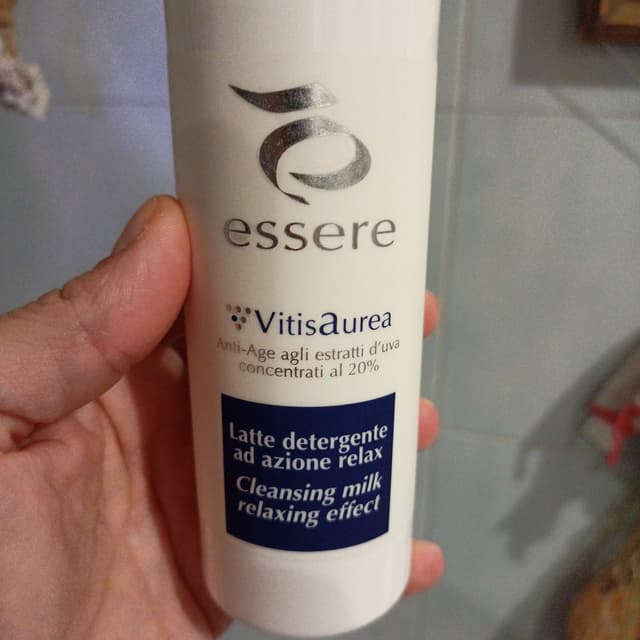 essere
Vitisaurea
Anti-Age agli estratti d'uva
concentrati al 20%
Latte detergente
ad azione relax
Cleansing milk
relaxing effect